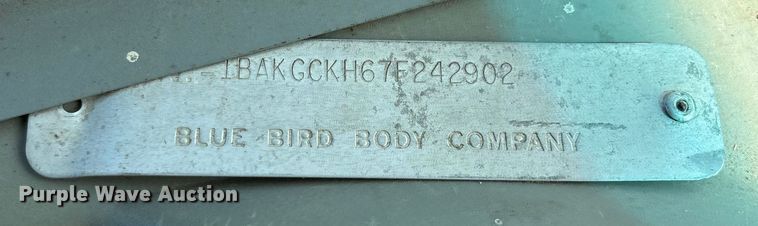 1BAKGCKH67F242902
BLUE BIRD BODY COMPANY
Purple Wave Auction